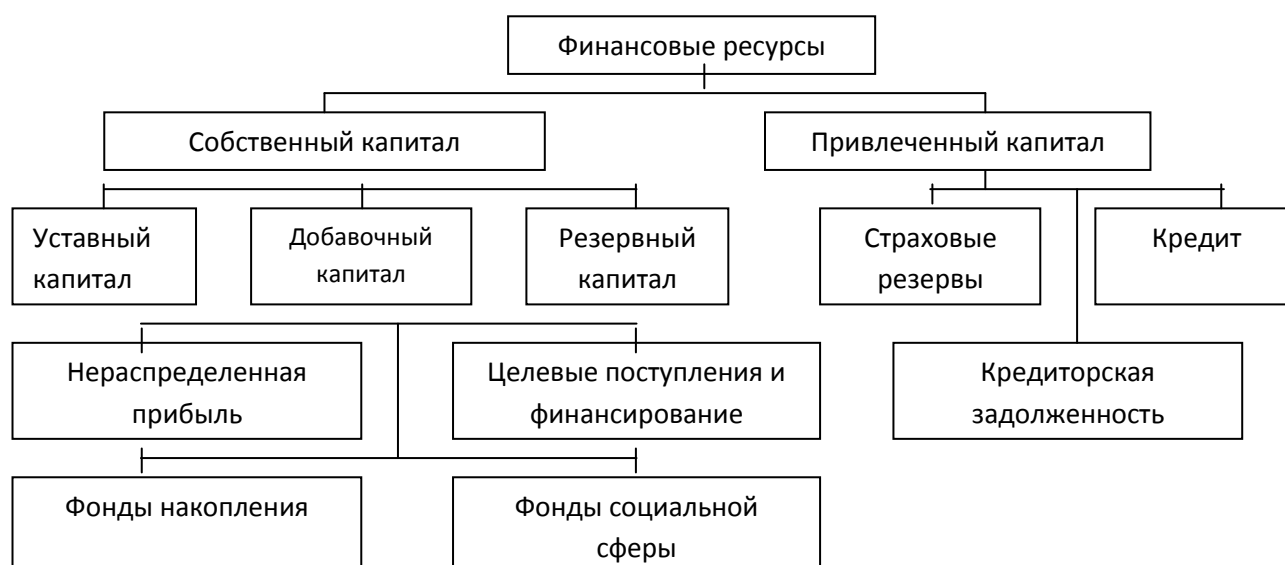 Финансовые ресурсы
Собственный капитал
Привлеченный капитал
Уставный
капитал
Добавочный
капитал
Резервный
капитал
Страховые
резервы
Кредит
Нераспределенная
прибыль
Целевые поступления и
финансирование
Кредиторская
задолженность
Фонды накопления
Фонды социальной
сферы